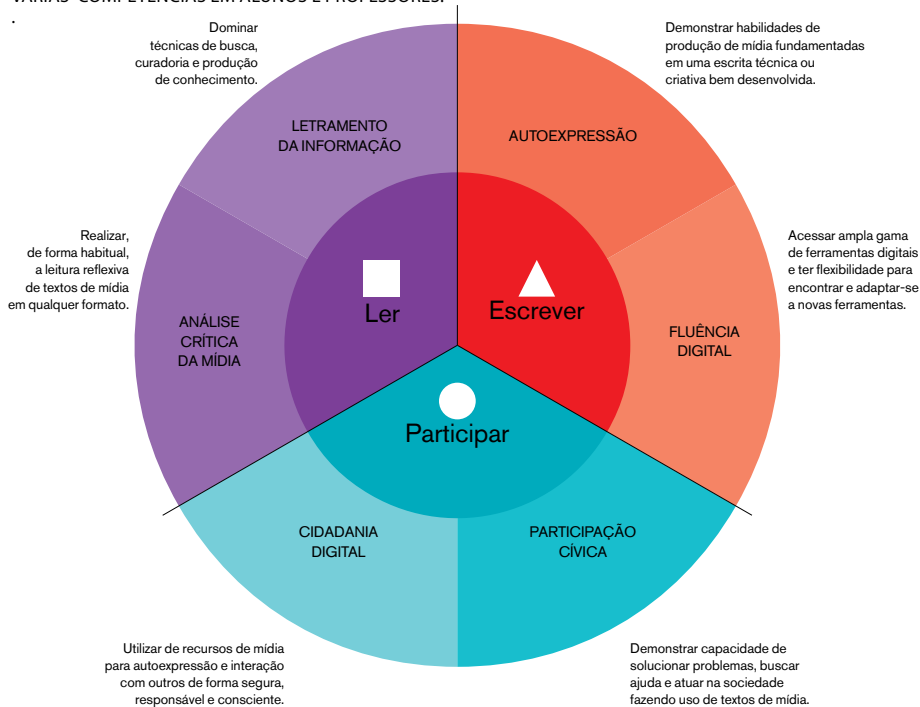 VÁRIAS COMPETÊNCIAS EM ALUNOS E PROFESSORES.
.
Dominar
técnicas de busca,
curadoria e produção
de conhecimento.
Demonstrar habilidades de
produção de mídia fundamentadas
em uma escrita técnica ou
criativa bem desenvolvida.
LETRAMENTO
DA INFORMAÇÃO
AUTOEXPRESSÃO
Realizar,
de forma habitual,
a leitura reflexiva
de textos de mídia
em qualquer formato.
Acessar ampla gama
de ferramentas digitais
e ter flexibilidade para
encontrar e adaptar-se
a novas ferramentas.
Ler
Escrever
ANÁLISE
CRÍTICA
DA MÍDIA
FLUÊNCIA
DIGITAL
Participar
CIDADANIA
DIGITAL
PARTICIPAÇÃO
CÍVICA
Utilizar de recursos de mídia
para autoexpressão e interação
com outros de forma segura,
responsável e consciente.
Demonstrar capacidade de
solucionar problemas, buscar
ajuda e atuar na sociedade
fazendo uso de textos de mídia.